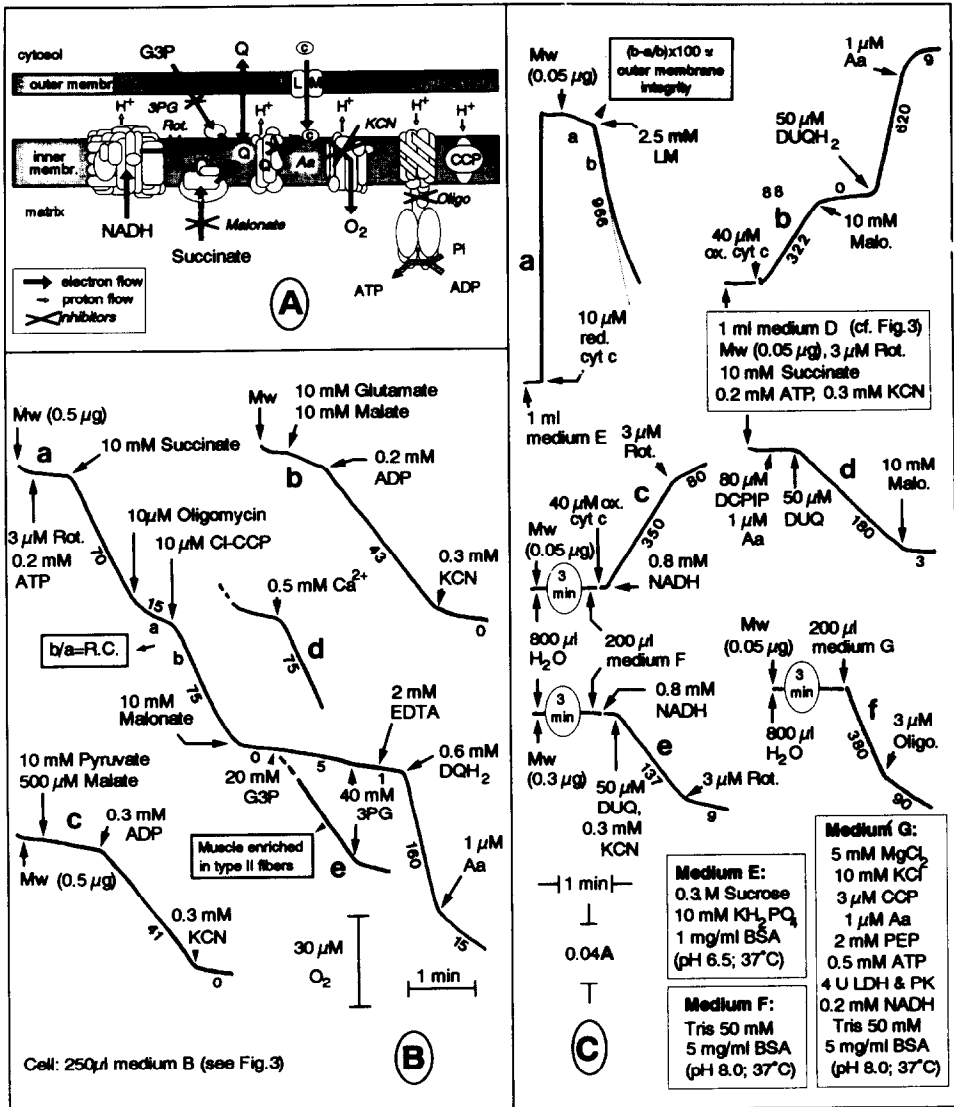 cytosol
G3P
Q
c
outer membr.
L M
H+
3PG
Rot.
H+
H+
H+
H+
KCN
inner membr.
Q
Q
Aa
c
CCP
matrix
Oligo
NADH
Malonate
Succinate
O2
Pi
ATP
ADP
electron flow
proton flow
inhibitors
A
Mw (0.5 µg)
a
10 mM Succinate
3 µM Rot.
0.2 mM
ATP
70
10µM Oligomycin
10 µM Cl-CCP
15
a
b
b/a=R.C.
75
10 mM
Malonate
0
20 mM
G3P
5
40 mM
3PG
1
2 mM
EDTA
0.6 mM
DQH2
160
1 µM
Aa
15
Mw
10 mM Glutamate
10 mM Malate
b
0.2 mM
ADP
43
0.3 mM
KCN
0
0.5 mM Ca2+
d
75
Muscle enriched
in type II fibers
e
10 mM Pyruvate
500 µM Malate
c
0.3 mM
ADP
Mw (0.5 µg)
41
0.3 mM
KCN
0
30 µM
O2
1 min
Cell: 250µl medium B (see Fig.3)
B
Mw
(0.05 µg)
(b-a/b)x100 =
outer membrane
integrity
a
b
2.5 mM
LM
996
a
10 µM
red.
cyt c
1 ml
medium E
1 µM
Aa
9
620
50 µM
DUQH2
88
0
b
10 mM
Malo.
40 µM
ox. cyt c
322
1 ml medium D (cf. Fig.3)
Mw (0.05 µg), 3 µM Rot.
10 mM Succinate
0.2 mM ATP, 0.3 mM KCN
80 µM
DCPIP
1 µM
Aa
50 µM
DUQ
d
180
10 mM
Malo.
3
3 µM
Rot.
80
c
40 µM ox.
cyt c
350
0.8 mM
NADH
Mw
(0.05 µg)
3
min
800 µl
H2O
200 µl
medium F
3
min
0.8 mM
NADH
Mw
(0.3 µg)
e
50 µM
DUQ,
0.3 mM
KCN
137
3 µM Rot.
9
Mw
(0.05 µg)
3
min
200 µl
medium G
800 µl
H2O
f
380
3 µM
Oligo.
90
1 min
0.04A
C
Medium E:
0.3 M Sucrose
10 mM KH2PO4
1 mg/ml BSA
(pH 6.5; 37°C)
Medium F:
Tris 50 mM
5 mg/ml BSA
(pH 8.0; 37°C)
Medium G:
5 mM MgCl2
10 mM KCl
3 µM CCP
1 µM Aa
2 mM PEP
0.5 mM ATP
4 U LDH & PK
0.2 mM NADH
Tris 50 mM
5 mg/ml BSA
(pH 8.0; 37°C)